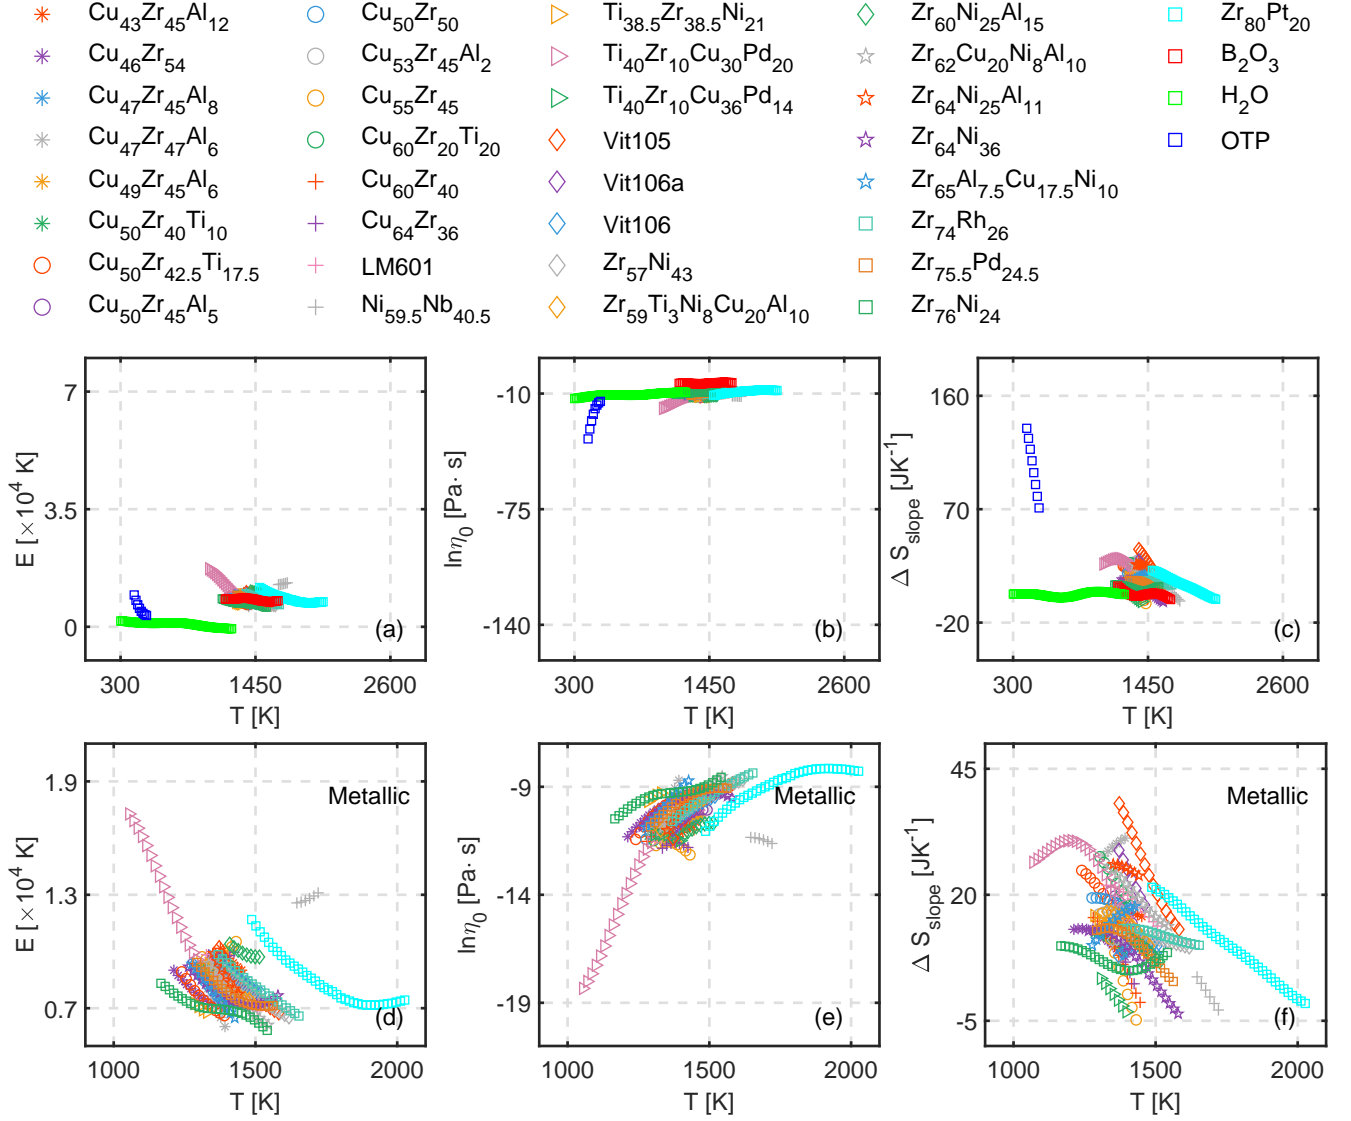 Cu43Zr45Al12 Cu50Zr50 Ti38.5Zr38.5Ni21 Zr60Ni25Al15 Zr80Pt20
Cu46Zr54 Cu53Zr45Al2 Ti40Zr10Cu30Pd20 Zr62Cu20Ni8Al10 B2O3
Cu47Zr45Al8 Cu55Zr45 Ti40Zr10Cu36Pd14 Zr64Ni25Al11 H2O
Cu47Zr47Al6 Cu60Zr20Ti20 Vit105 Zr64Ni36 OTP
Cu49Zr45Al6 Cu60Zr40 Vit106a Zr65Al7.5Cu17.5Ni10
Cu50Zr40Ti10 Cu64Zr36 Vit106 Zr74Rh26
Cu50Zr42.5Ti17.5 LM601 Zr57Ni43 Zr75.5Pd24.5
Cu50Zr45Al5 Ni59.5Nb40.5 Zr59Ti3Ni8Cu20Al10 Zr76Ni24
E [×10^4 K]
7
3.5
0
(a)
300 1450 2600
T [K]
lnη0 [Pa· s]
-10
-75
-140
(b)
300 1450 2600
T [K]
Δ Sslope [JK^-1]
160
70
-20
(c)
300 1450 2600
T [K]
E [×10^4 K]
1.9
1.3
0.7
Metallic
(d)
1000 1500 2000
T [K]
lnη0 [Pa· s]
-9
-14
-19
Metallic
(e)
1000 1500 2000
T [K]
Δ Sslope [JK^-1]
45
20
-5
Metallic
(f)
1000 1500 2000
T [K]